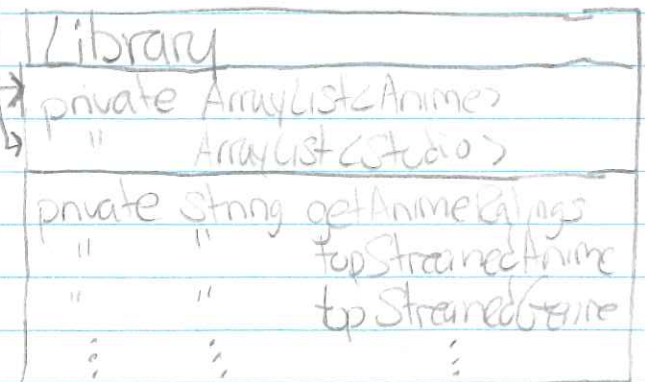 Library
private ArrayList<Anime>
" ArrayList<Studio>
private String getAnimeRatings
" " topStreamedAnime
" " topStreamedGenre
⋮ ⋮ ⋮